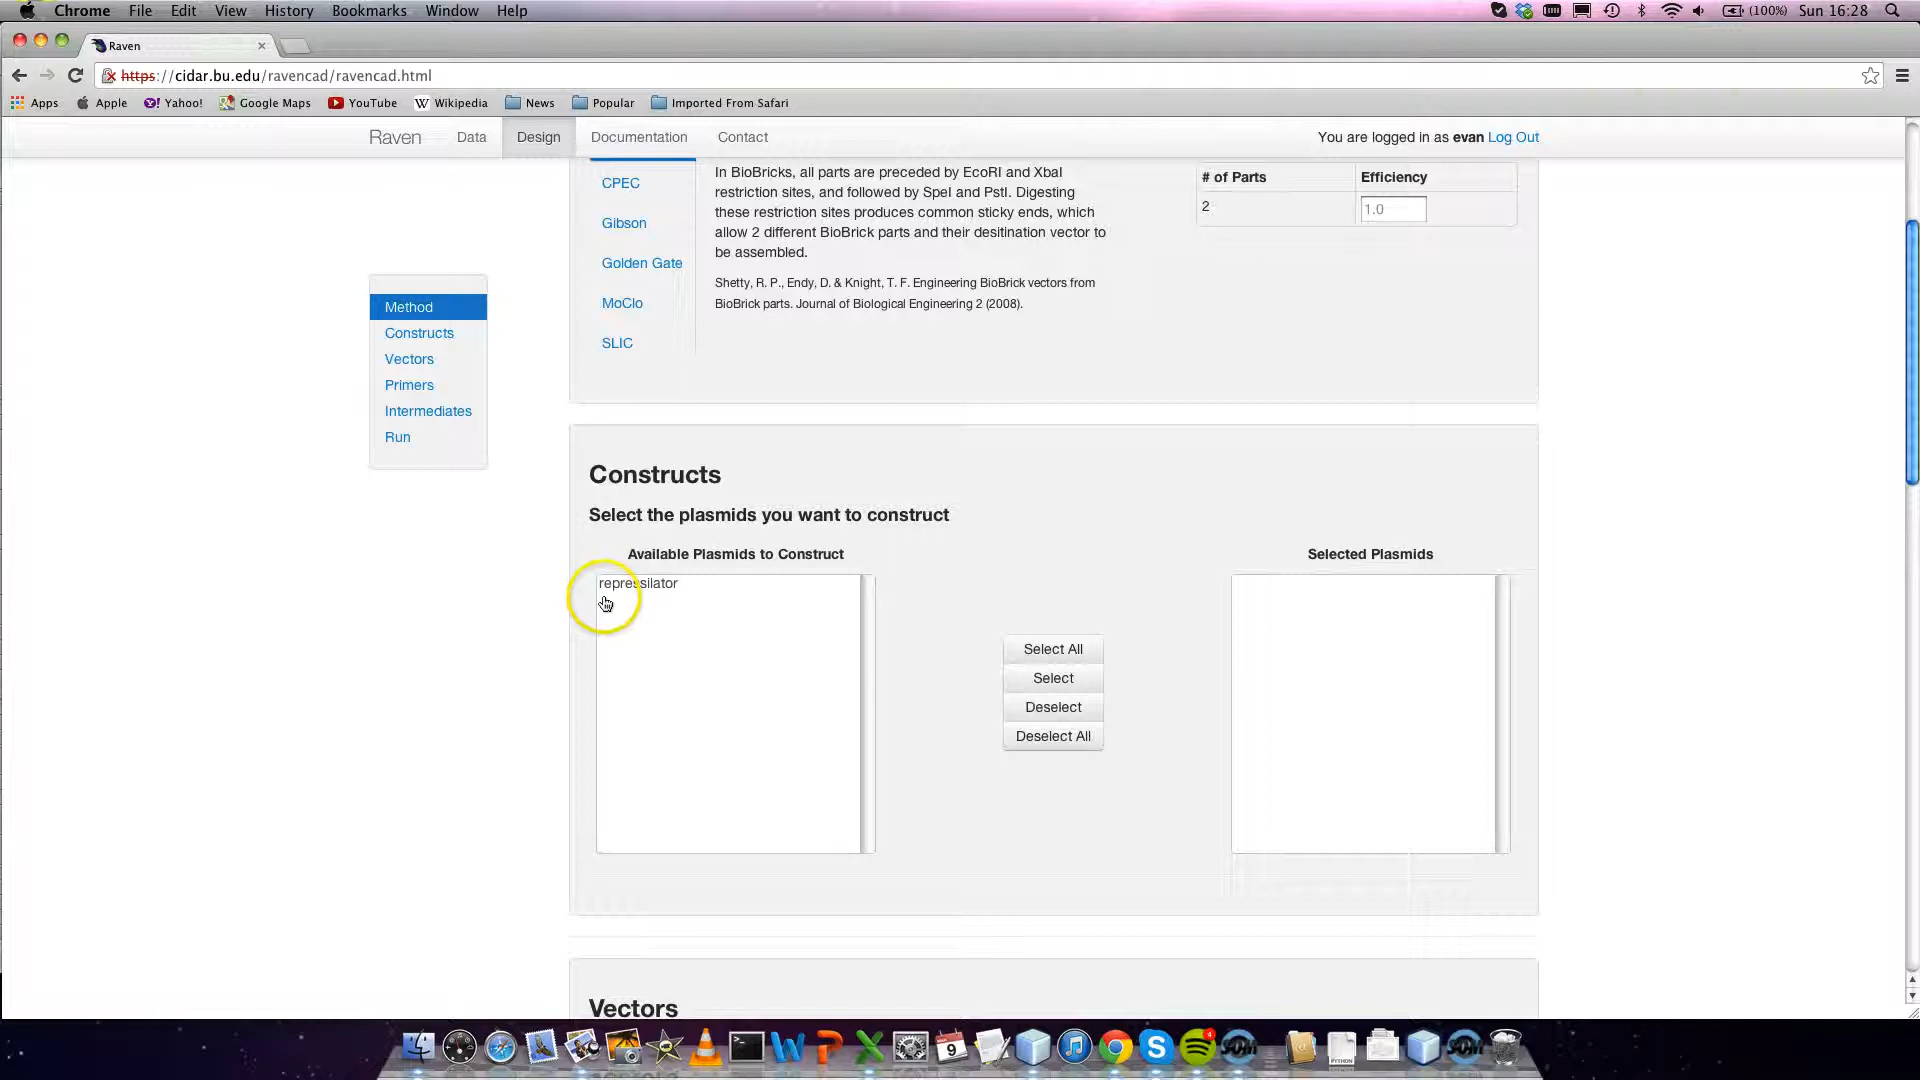 Chrome File Edit View History Bookmarks Window Help (100%) Sun 16:28
Raven
https://cidar.bu.edu/ravencad/ravencad.html
Apps Apple Yahoo! Google Maps YouTube Wikipedia News Popular Imported From Safari
Raven Data Design Documentation Contact You are logged in as evan Log Out
CPEC
Gibson
Golden Gate
MoClo
SLIC
In BioBricks, all parts are preceded by EcoRI and XbaI
restriction sites, and followed by SpeI and PstI. Digesting
these restriction sites produces common sticky ends, which
allow 2 different BioBrick parts and their desitination vector to
be assembled.
Shetty, R. P., Endy, D. & Knight, T. F. Engineering BioBrick vectors from
BioBrick parts. Journal of Biological Engineering 2 (2008).
# of Parts Efficiency
2 1.0
Method
Constructs
Vectors
Primers
Intermediates
Run
Constructs
Select the plasmids you want to construct
Available Plasmids to Construct
repressilator
Select All
Select
Deselect
Deselect All
Selected Plasmids
Vectors
9
4
PYTHON